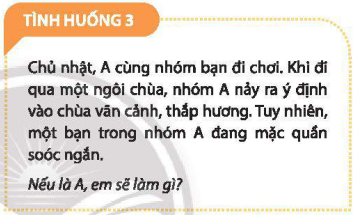 TÌNH HUỐNG 3
Chủ nhật, A cùng nhóm bạn đi chơi. Khi đi
qua một ngôi chùa, nhóm A nảy ra ý định
vào chùa vãn cảnh, thắp hương. Tuy nhiên,
một bạn trong nhóm A đang mặc quần
soóc ngắn.
Nếu là A, em sẽ làm gì?